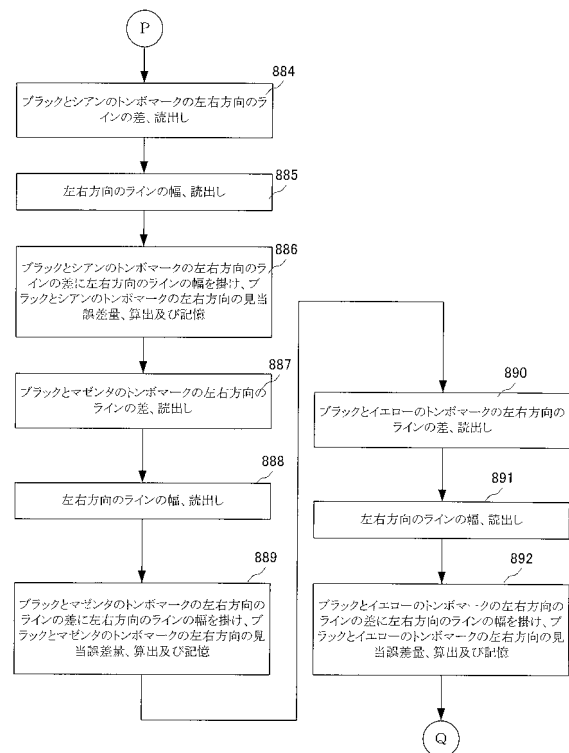 P
884
ブラックとシアンのトンボマークの左右方向のラ
インの差、読出し
885
左右方向のラインの幅、読出し
886
ブラックとシアンのトンボマークの左右方向のラ
インの差に左右方向のラインの幅を掛け、ブ
ラックとシアンのトンボマークの左右方向の見当
誤差量、算出及び記憶
887
ブラックとマゼンタのトンボマークの左右方向の
ラインの差、読出し
888
左右方向のラインの幅、読出し
889
ブラックとマゼンタのトンボマークの左右方向の
ラインの差に左右方向のラインの幅を掛け、ブ
ラックとマゼンタのトンボマークの左右方向の見
当誤差量、算出及び記憶
890
ブラックとイエローのトンボマークの左右方向の
ラインの差、読出し
891
左右方向のラインの幅、読出し
892
ブラックとイエローのトンボマークの左右方向の
ラインの差に左右方向のラインの幅を掛け、ブ
ラックとイエローのトンボマークの左右方向の見
当誤差量、算出及び記憶
Q